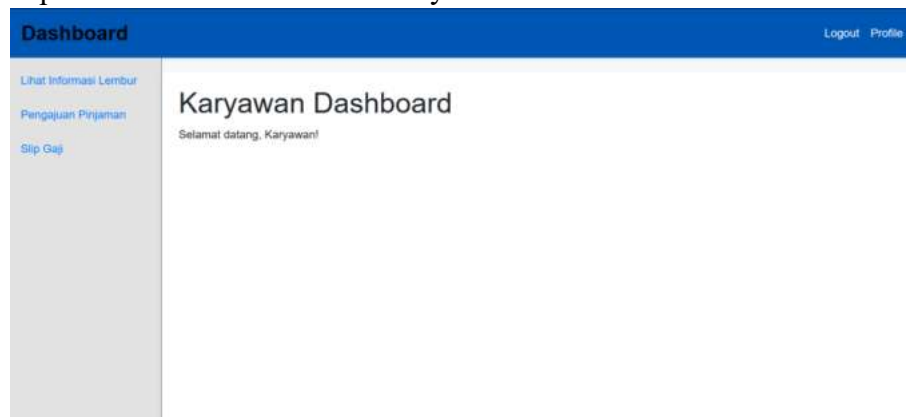 Dashboard
Logout Profile
Lihat Informasi Lembur
Pengajuan Pinjaman
Slip Gaji
Karyawan Dashboard
Selamat datang, Karyawan!